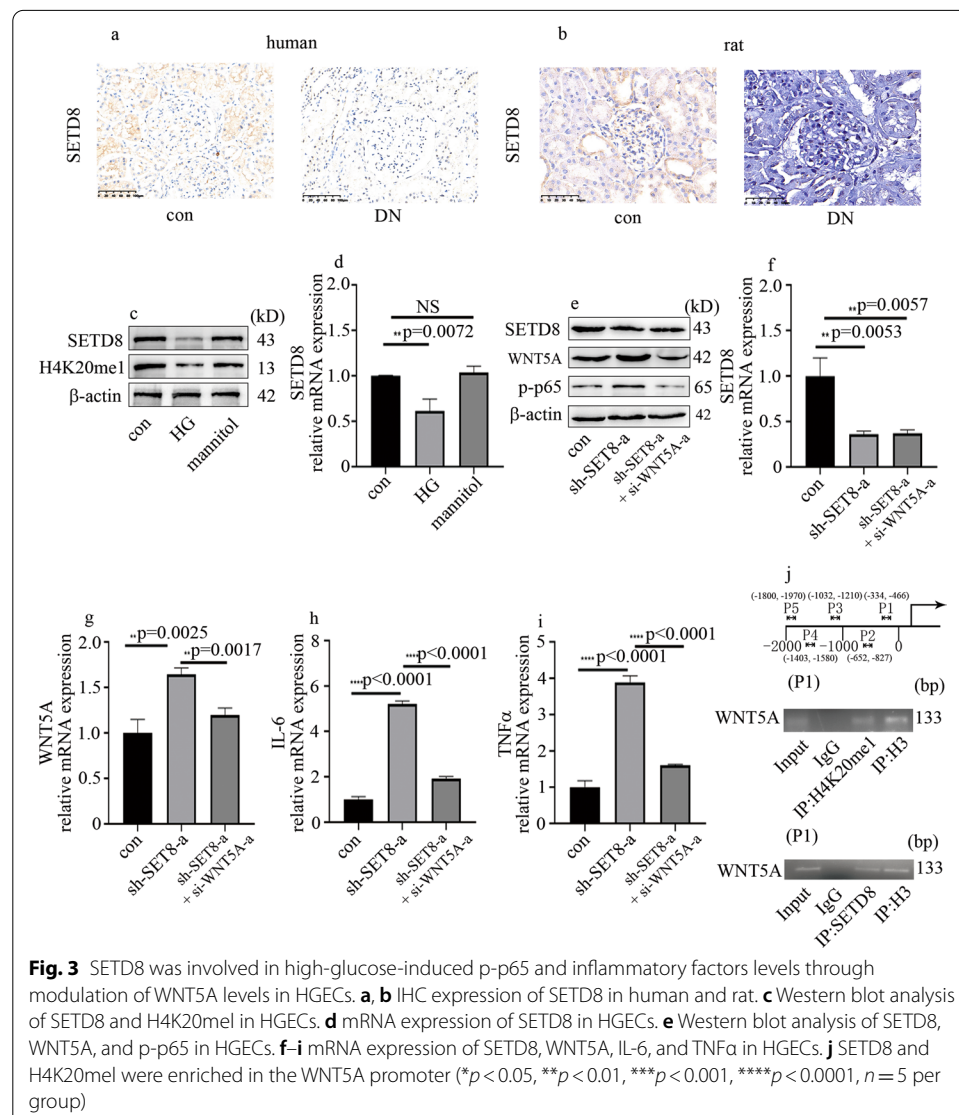 a
human
b
rat
SETD8
SETD8
con
DN
con
DN
c
(kD)
SETD8
43
H4K20me1
13
β-actin
42
con
HG
mannitol
d
SETD8
relative mRNA expression
2.0
1.5
1.0
0.5
0
NS
**p=0.0072
con
HG
mannitol
e
(kD)
SETD8
43
WNT5A
42
p-p65
65
β-actin
42
con
sh-SET8-a
sh-SET8-a
+ si-WNT5A-a
f
SETD8
relative mRNA expression
2.0
1.5
1.0
0.5
0
**p=0.0057
**p=0.0053
con
sh-SET8-a
sh-SET8-a
+ si-WNT5A-a
g
WNT5A
relative mRNA expression
2.0
1.5
1.0
0.5
0
**p=0.0025
**p=0.0017
con
sh-SET8-a
sh-SET8-a
+ si-WNT5A-a
h
IL-6
relative mRNA expression
8
6
4
2
0
****p<0.0001
****p<0.0001
con
sh-SET8-a
sh-SET8-a
+ si-WNT5A-a
i
TNFα
relative mRNA expression
5
4
3
2
1
0
****p<0.0001
****p<0.0001
con
sh-SET8-a
sh-SET8-a
+ si-WNT5A-a
j
(-1800, -1970) (-1032, -1210) (-334, -466)
P5 P3 P1
−2000 P4 −1000 P2 0
(-1403, -1580) (-652, -827)
(P1)
(bp)
WNT5A
133
Input
IgG
IP:H4K20me1
IP:H3
(P1)
(bp)
WNT5A
133
Input
IgG
IP:SETD8
IP:H3
Fig. 3 SETD8 was involved in high-glucose-induced p-p65 and inflammatory factors levels through
modulation of WNT5A levels in HGECs. a, b IHC expression of SETD8 in human and rat. c Western blot analysis
of SETD8 and H4K20mel in HGECs. d mRNA expression of SETD8 in HGECs. e Western blot analysis of SETD8,
WNT5A, and p-p65 in HGECs. f–i mRNA expression of SETD8, WNT5A, IL-6, and TNFα in HGECs. j SETD8 and
H4K20mel were enriched in the WNT5A promoter (*p < 0.05, **p < 0.01, ***p < 0.001, ****p < 0.0001, n = 5 per
group)